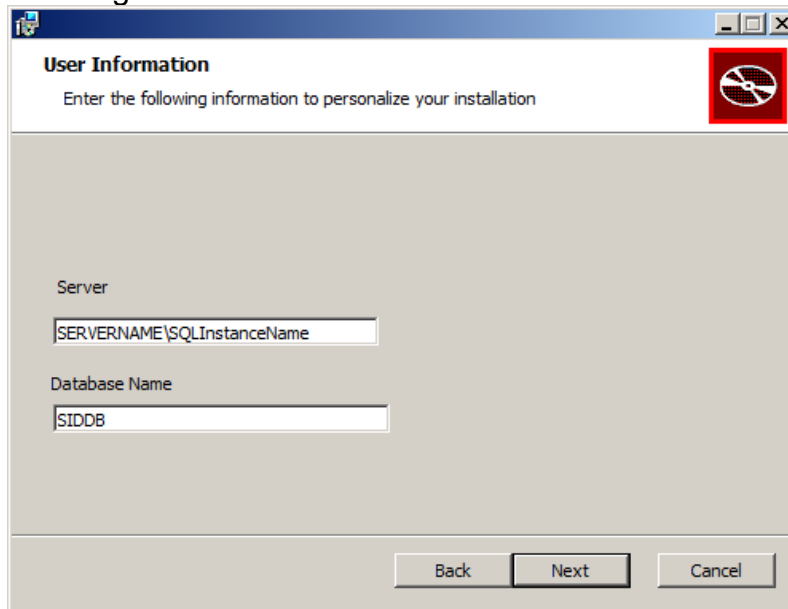 User Information
Enter the following information to personalize your installation
Server
SERVERNAME\SQLInstanceName
Database Name
SIDDB
Back Next Cancel